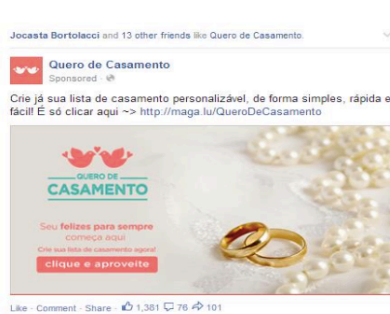 Jocasta Bortolacci and 13 other friends like Quero de Casamento.
Quero de Casamento
Sponsored ·
Crie já sua lista de casamento personalizável, de forma simples, rápida e
fácil! É só clicar aqui ~> http://maga.lu/QueroDeCasamento
QUERO DE
CASAMENTO
Seu felizes para sempre
começa aqui
Crie sua lista de casamento agora!
clique e aproveite
Like · Comment · Share · 1,381 76 101